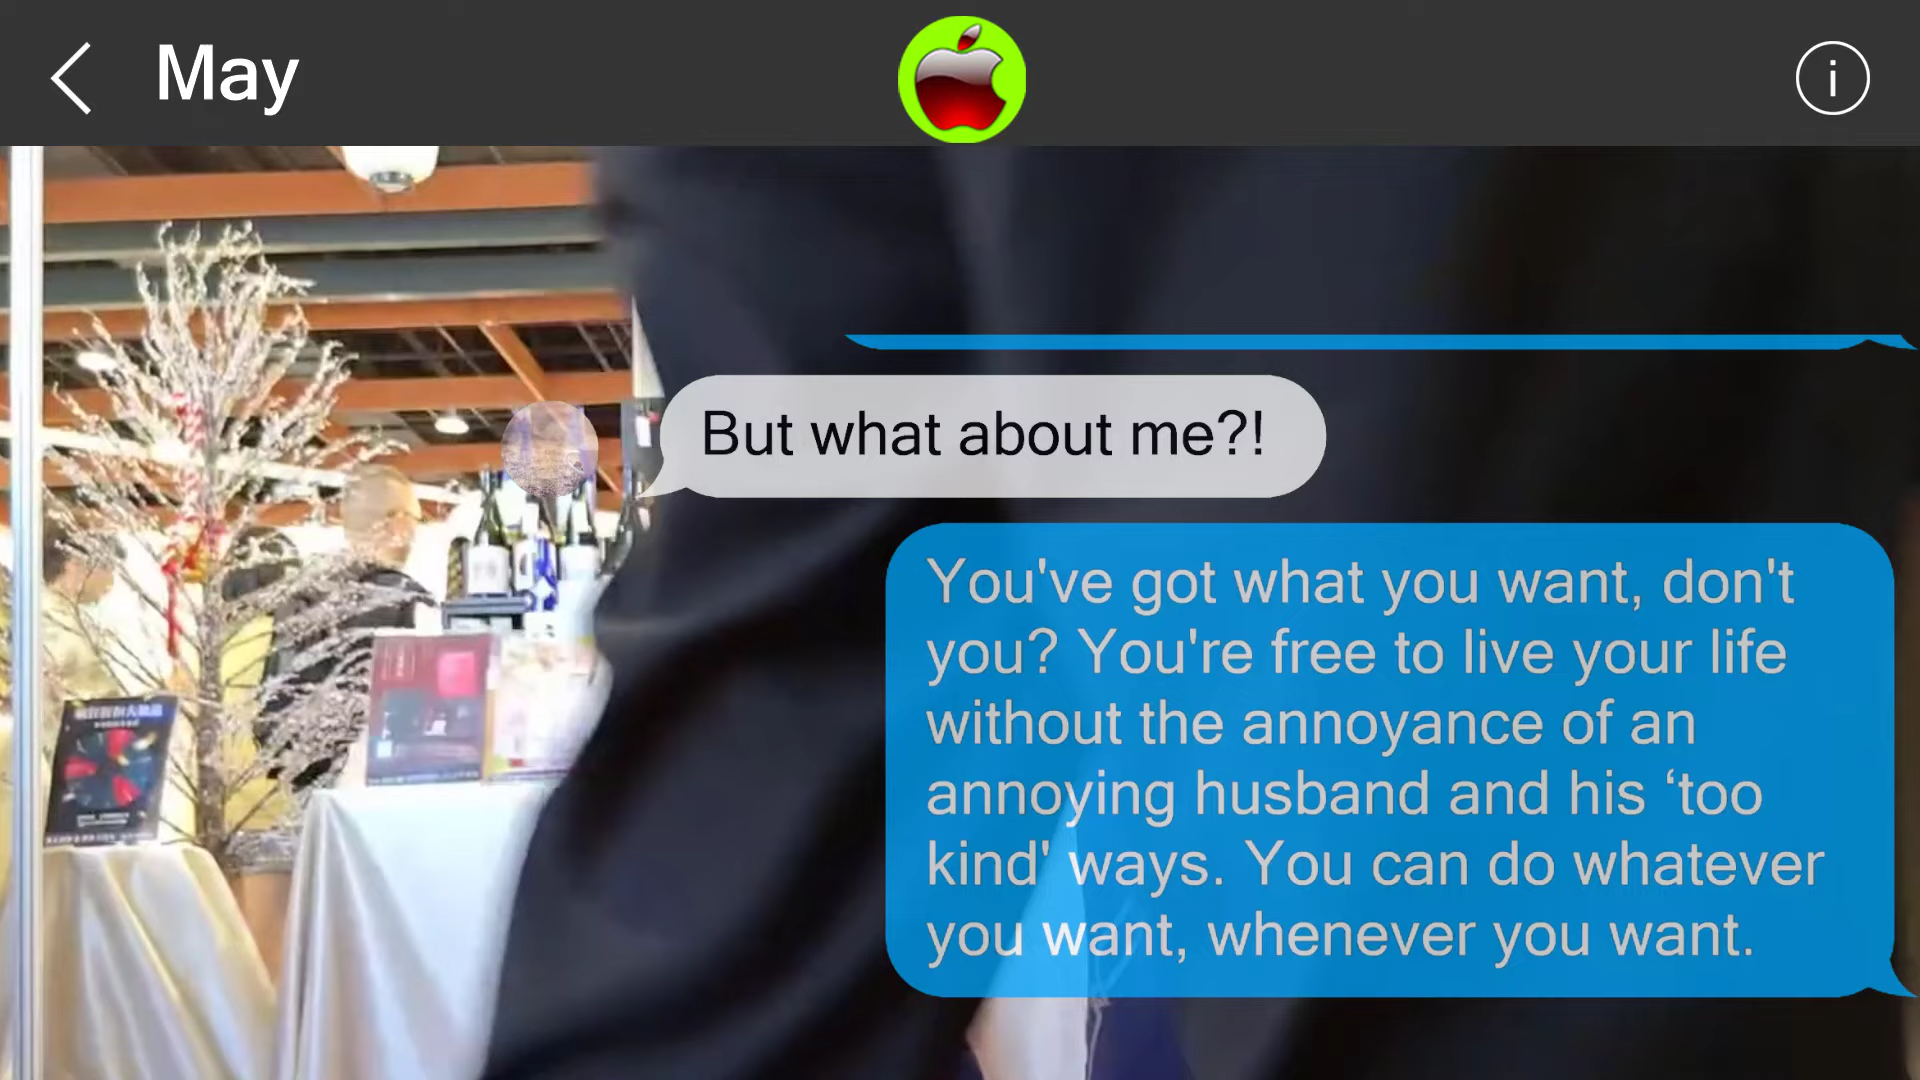 May
i
But what about me?!
You've got what you want, don't
you? You're free to live your life
without the annoyance of an
annoying husband and his ‘too
kind' ways. You can do whatever
you want, whenever you want.